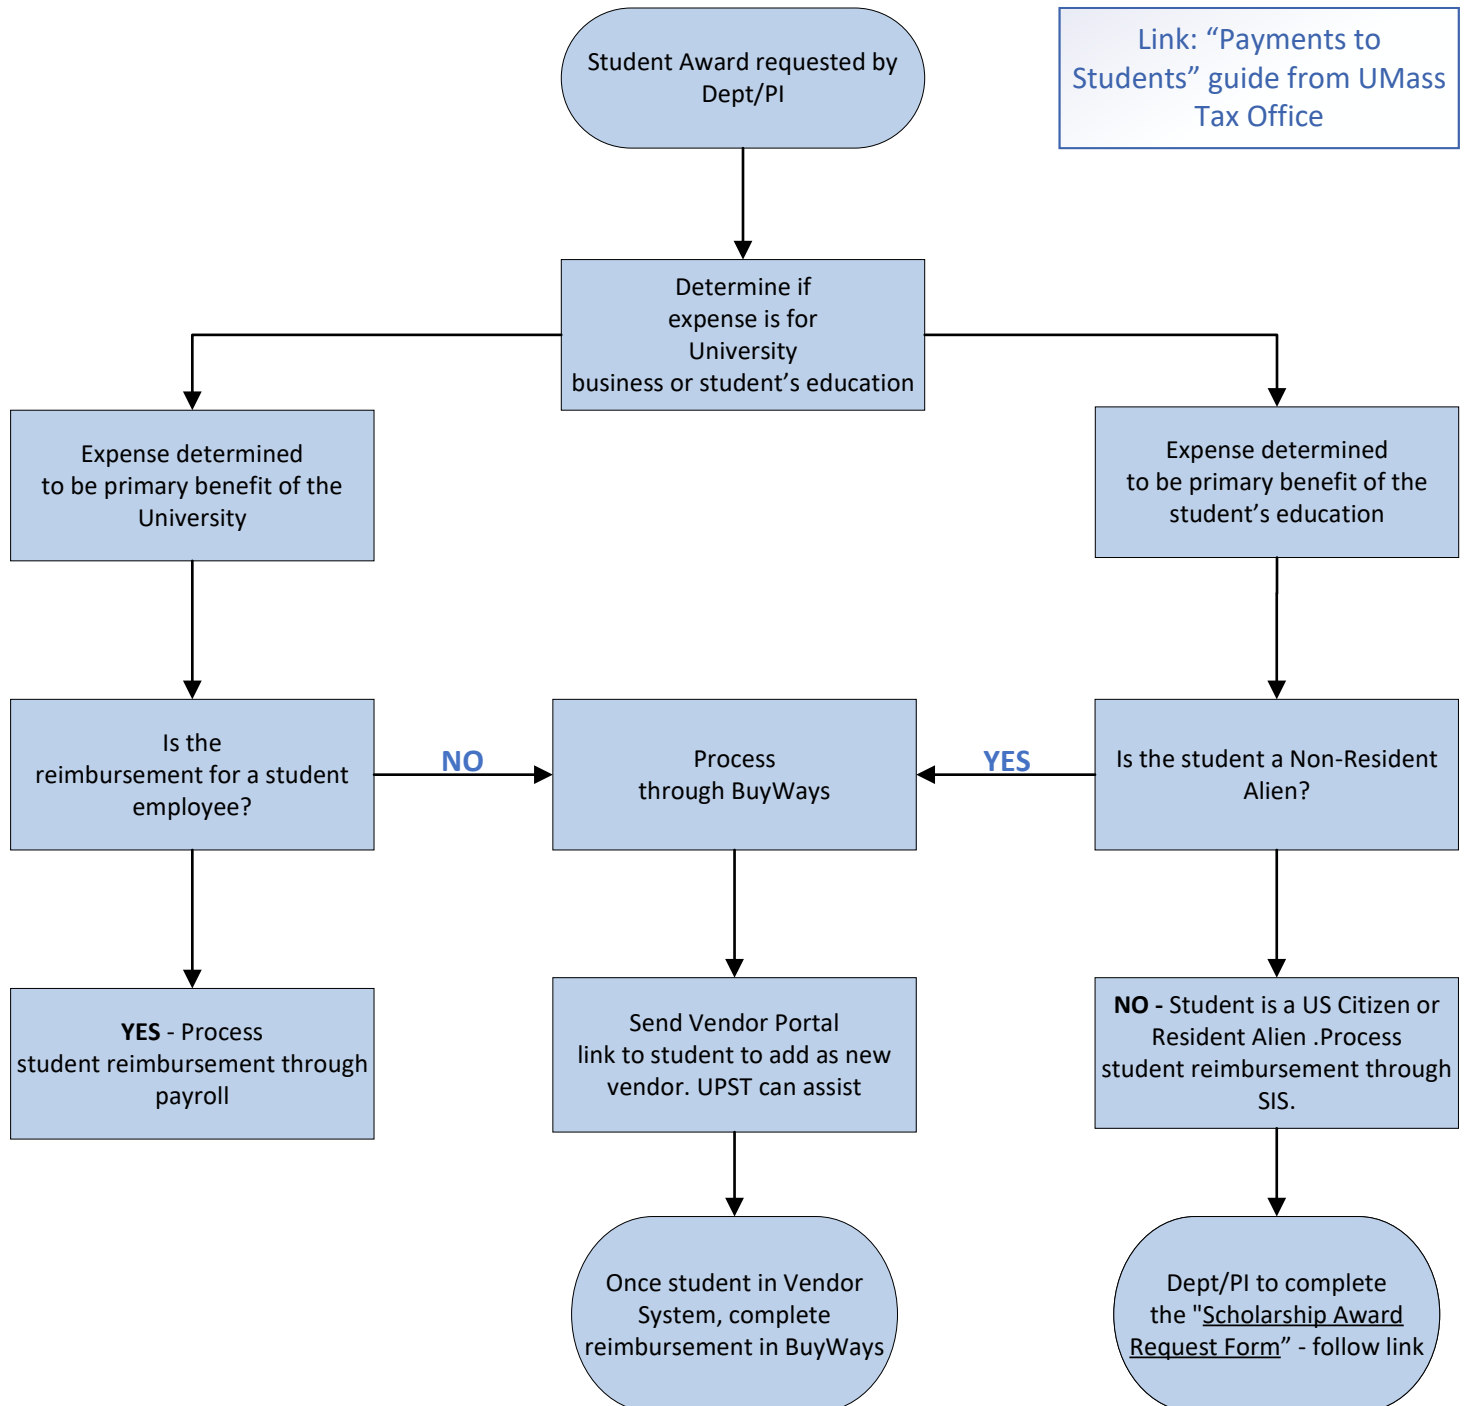 Student Award requested by
Dept/PI
Link: “Payments to
Students” guide from UMass
Tax Office
Determine if
expense is for
University
business or student’s education
Expense determined
to be primary benefit of the
University
Expense determined
to be primary benefit of the
student’s education
Is the
reimbursement for a student
employee?
NO
Process
through BuyWays
YES
Is the student a Non-Resident
Alien?
YES - Process
student reimbursement through
payroll
Send Vendor Portal
link to student to add as new
vendor. UPST can assist
NO - Student is a US Citizen or
Resident Alien .Process
student reimbursement through
SIS.
Once student in Vendor
System, complete
reimbursement in BuyWays
Dept/PI to complete
the "Scholarship Award
Request Form” - follow link